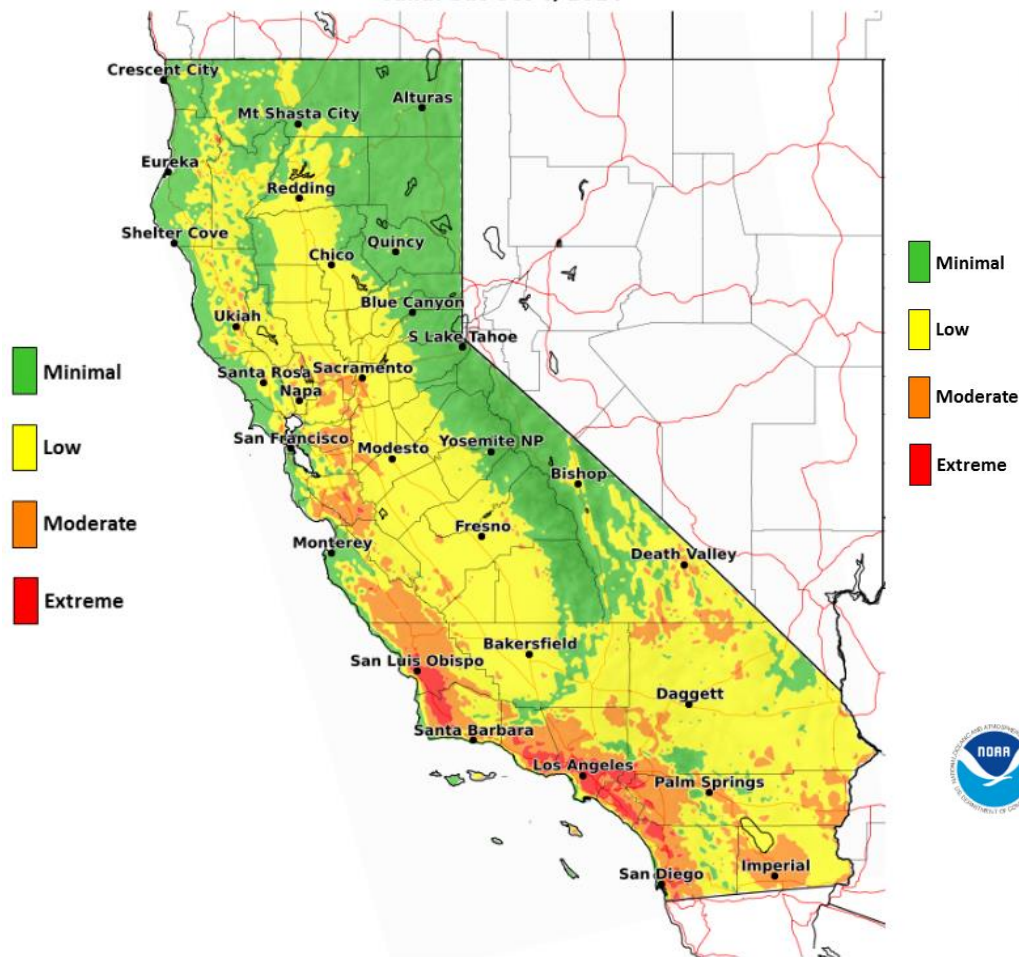 Crescent City
Alturas
Mt Shasta City
Eureka
Redding
Shelter Cove
Quincy
Chico
Blue Canyon
Ukiah
S Lake Tahoe
Santa Rosa
Sacramento
Napa
San Francisco
Yosemite NP
Modesto
Bishop
Fresno
Monterey
Death Valley
Bakersfield
San Luis Obispo
Daggett
Santa Barbara
Los Angeles
Palm Springs
San Diego
Imperial
Minimal
Low
Moderate
Extreme
Minimal
Low
Moderate
Extreme
NOAA